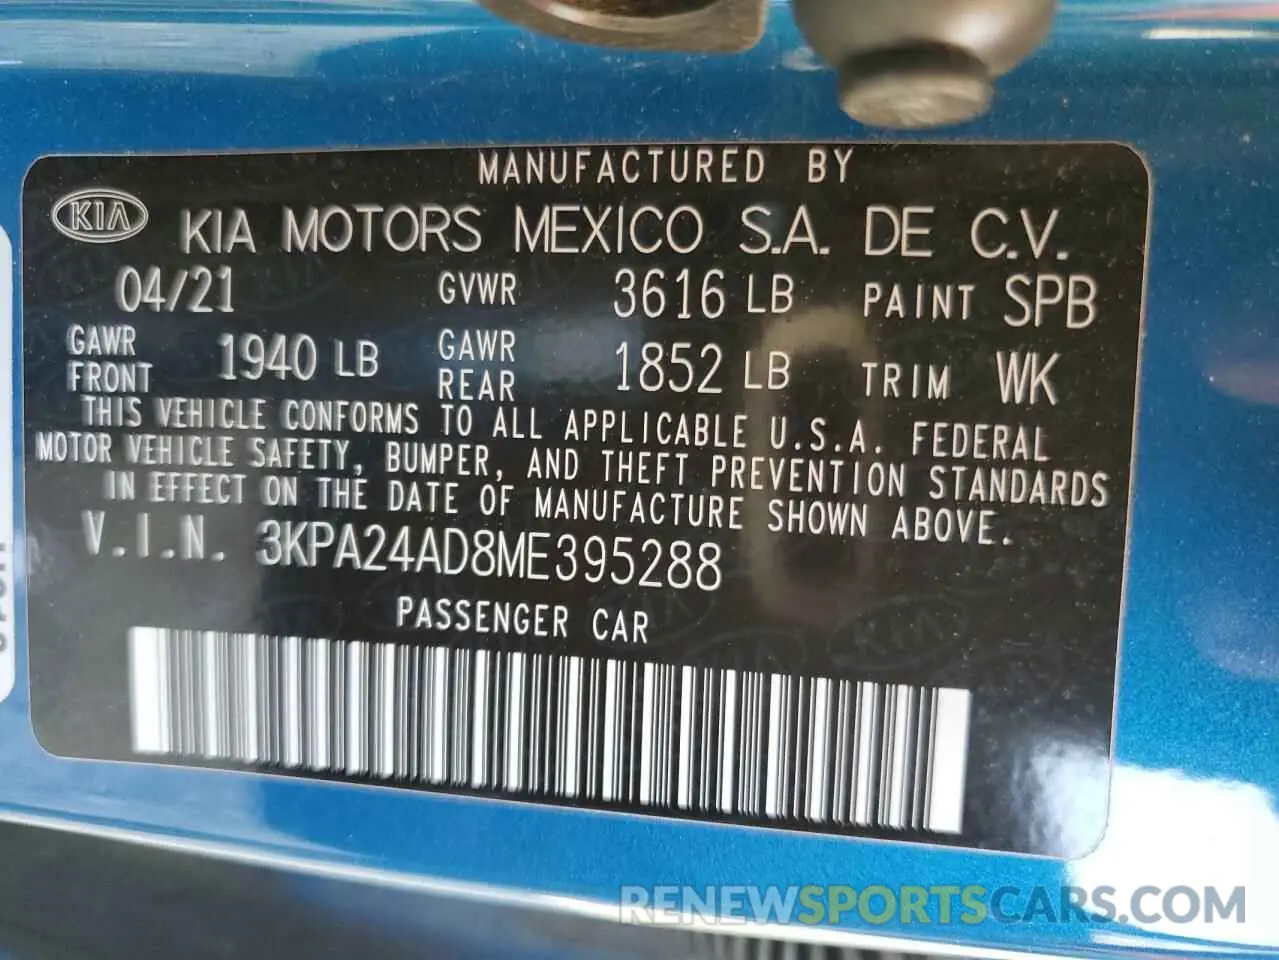 MANUFACTURED BY
KIA KIA MOTORS MEXICO S.A. DE C.V.
04/21 GVWR 3616 LB PAINT SPB
GAWR FRONT 1940 LB GAWR REAR 1852 LB TRIM WK
THIS VEHICLE CONFORMS TO ALL APPLICABLE U.S.A. FEDERAL
MOTOR VEHICLE SAFETY, BUMPER, AND THEFT PREVENTION STANDARDS
IN EFFECT ON THE DATE OF MANUFACTURE SHOWN ABOVE.
V.I.N. 3KPA24AD8ME395288
PASSENGER CAR
RENEWSPORTSCARS.COM